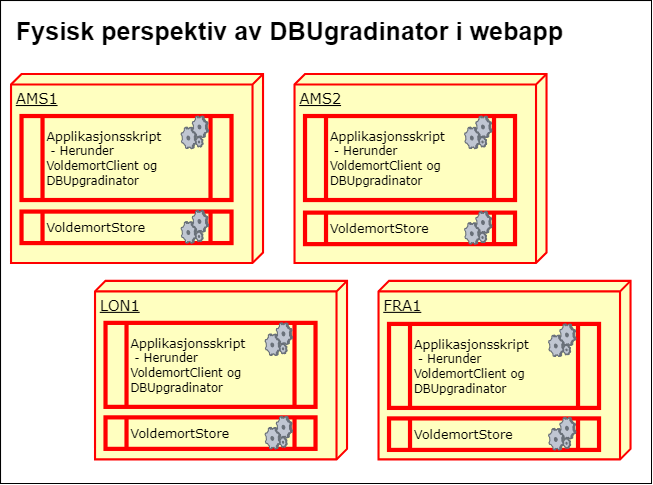 Fysisk perspektiv av DBUgradinator i webapp
AMS1
Applikasjonsskript
- Herunder
VoldemortClient og
DBUpgradinator
VoldemortStore
AMS2
Applikasjonsskript
- Herunder
VoldemortClient og
DBUpgradinator
VoldemortStore
LON1
Applikasjonsskript
- Herunder
VoldemortClient og
DBUpgradinator
VoldemortStore
FRA1
Applikasjonsskript
- Herunder
VoldemortClient og
DBUpgradinator
VoldemortStore